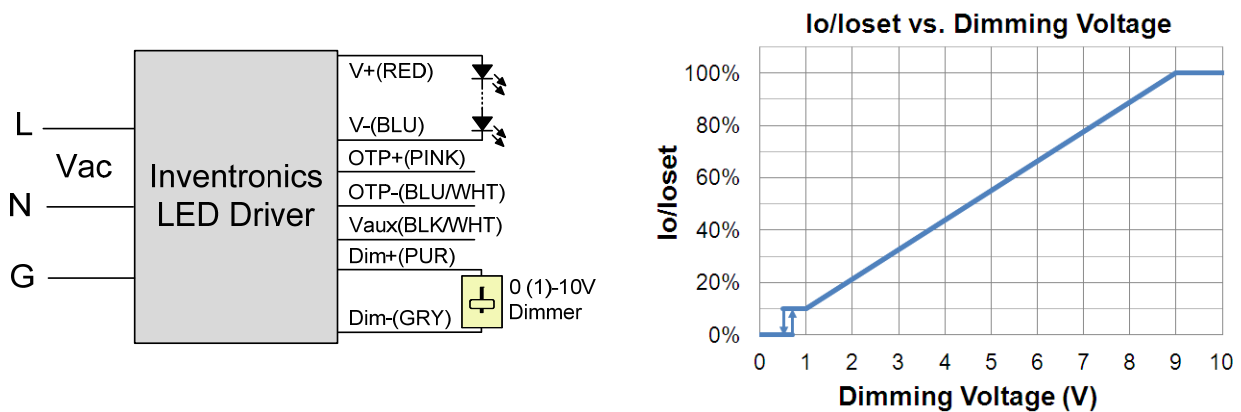 L
Vac
N
G
Inventronics
LED Driver
V+(RED)
V-(BLU)
OTP+(PINK)
OTP-(BLU/WHT)
Vaux(BLK/WHT)
Dim+(PUR)
Dim-(GRY)
0 (1)-10V
Dimmer
Io/Ioset vs. Dimming Voltage
Io/Ioset
100%
80%
60%
40%
20%
0%
0 1 2 3 4 5 6 7 8 9 10
Dimming Voltage (V)